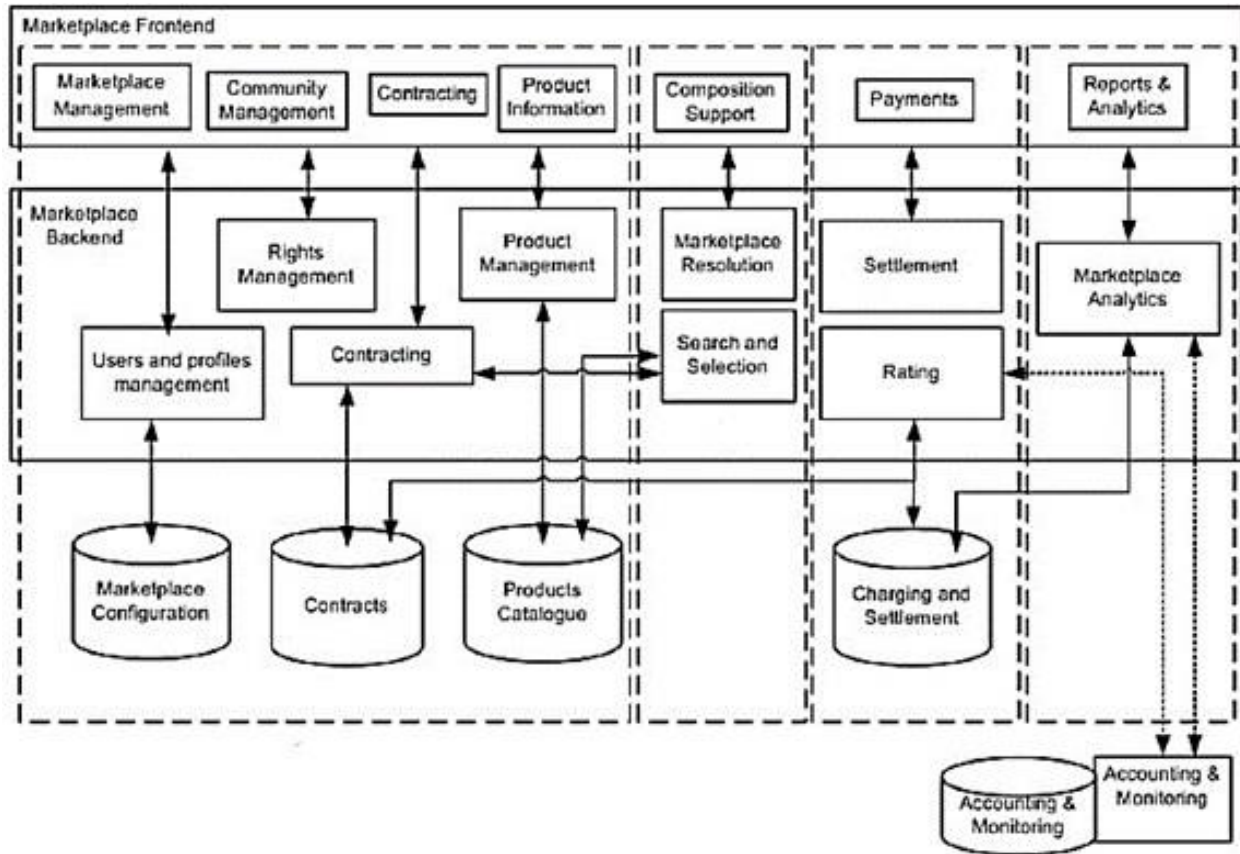 Marketplace Frontend
Marketplace
Management
Community
Management
Contracting
Product
Information
Composition
Support
Payments
Reports &
Analytics
Marketplace
Backend
Rights
Management
Product
Management
Marketplace
Resolution
Settlement
Marketplace
Analytics
Users and profiles
management
Contracting
Search and
Selection
Rating
Marketplace
Configuration
Contracts
Products
Catalogue
Charging and
Settlement
Accounting &
Monitoring
Accounting &
Monitoring